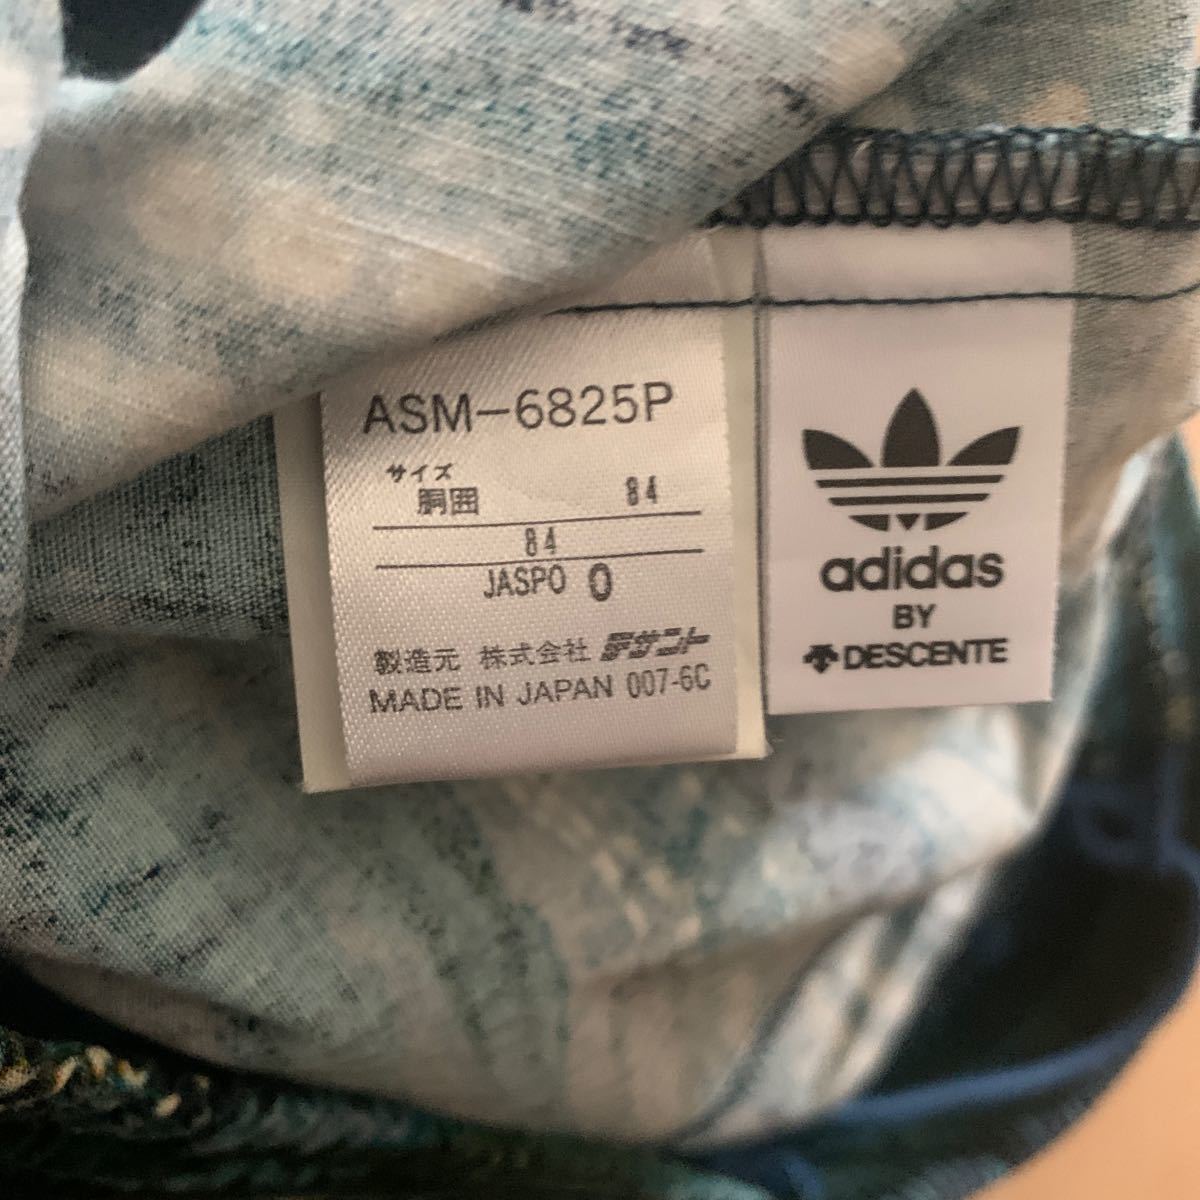 ASM-6825P
サイズ
胴囲 84
84
JASPO O
製造元 株式会社 デサント
MADE IN JAPAN 007-6C
adidas
BY
DESCENTE